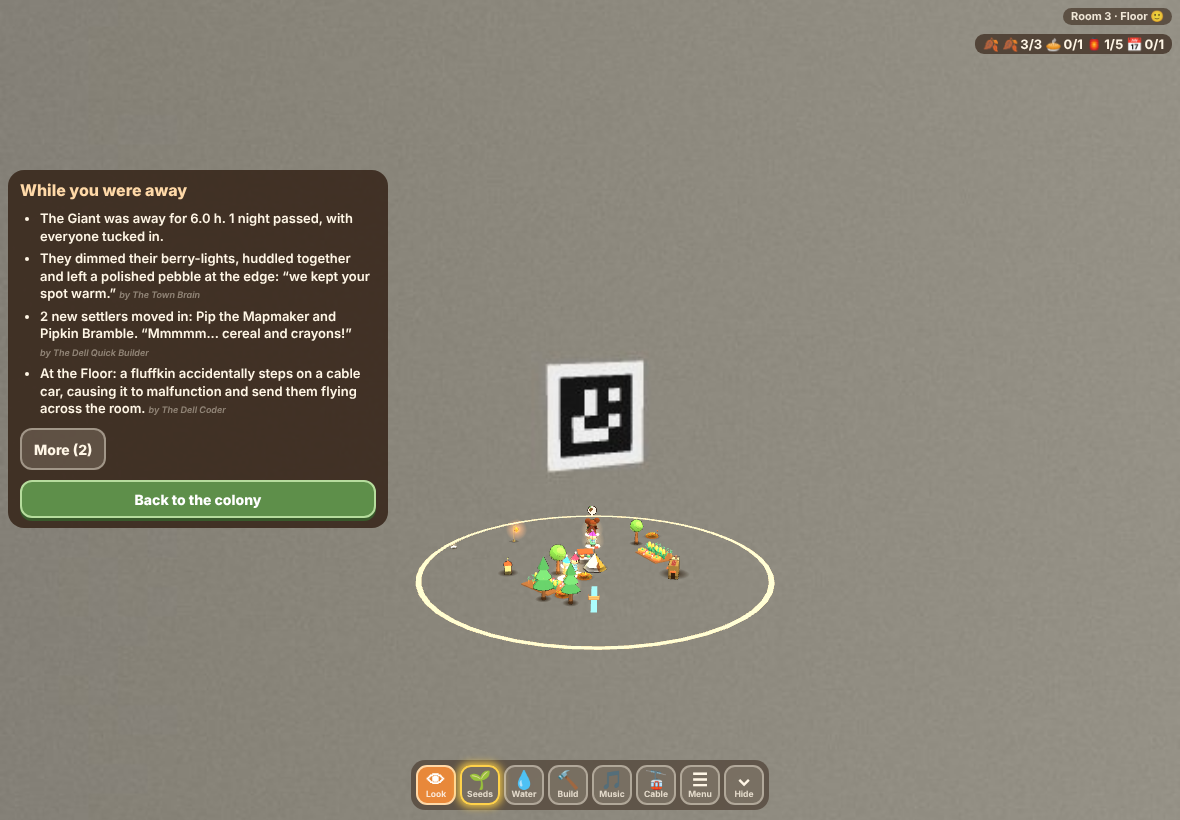 Room 3 · Floor 🙂
🍂 🍂 3/3 🥧 0/1 🏮 1/5 📅 0/1
While you were away
• The Giant was away for 6.0 h. 1 night passed, with
everyone tucked in.
• They dimmed their berry-lights, huddled together
and left a polished pebble at the edge: “we kept your
spot warm.” by The Town Brain
• 2 new settlers moved in: Pip the Mapmaker and
Pipkin Bramble. “Mmmmm... cereal and crayons!”
by The Dell Quick Builder
• At the Floor: a fluffkin accidentally steps on a cable
car, causing it to malfunction and send them flying
across the room. by The Dell Coder
More (2)
Back to the colony
Look Seeds Water Build Music Cable Menu Hide